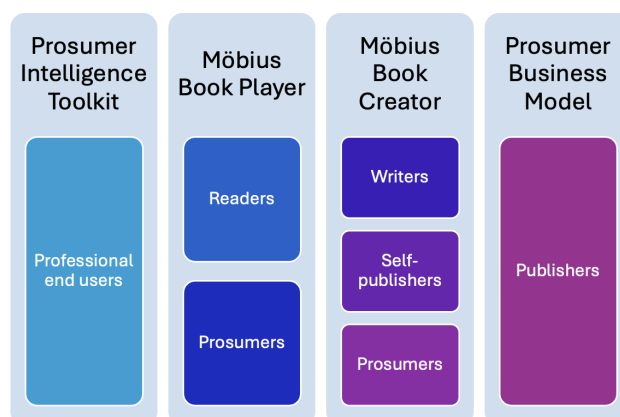 Prosumer
Intelligence
Toolkit
Professional
end users
Möbius
Book Player
Readers
Prosumers
Möbius
Book
Creator
Writers
Self-
publishers
Prosumers
Prosumer
Business
Model
Publishers